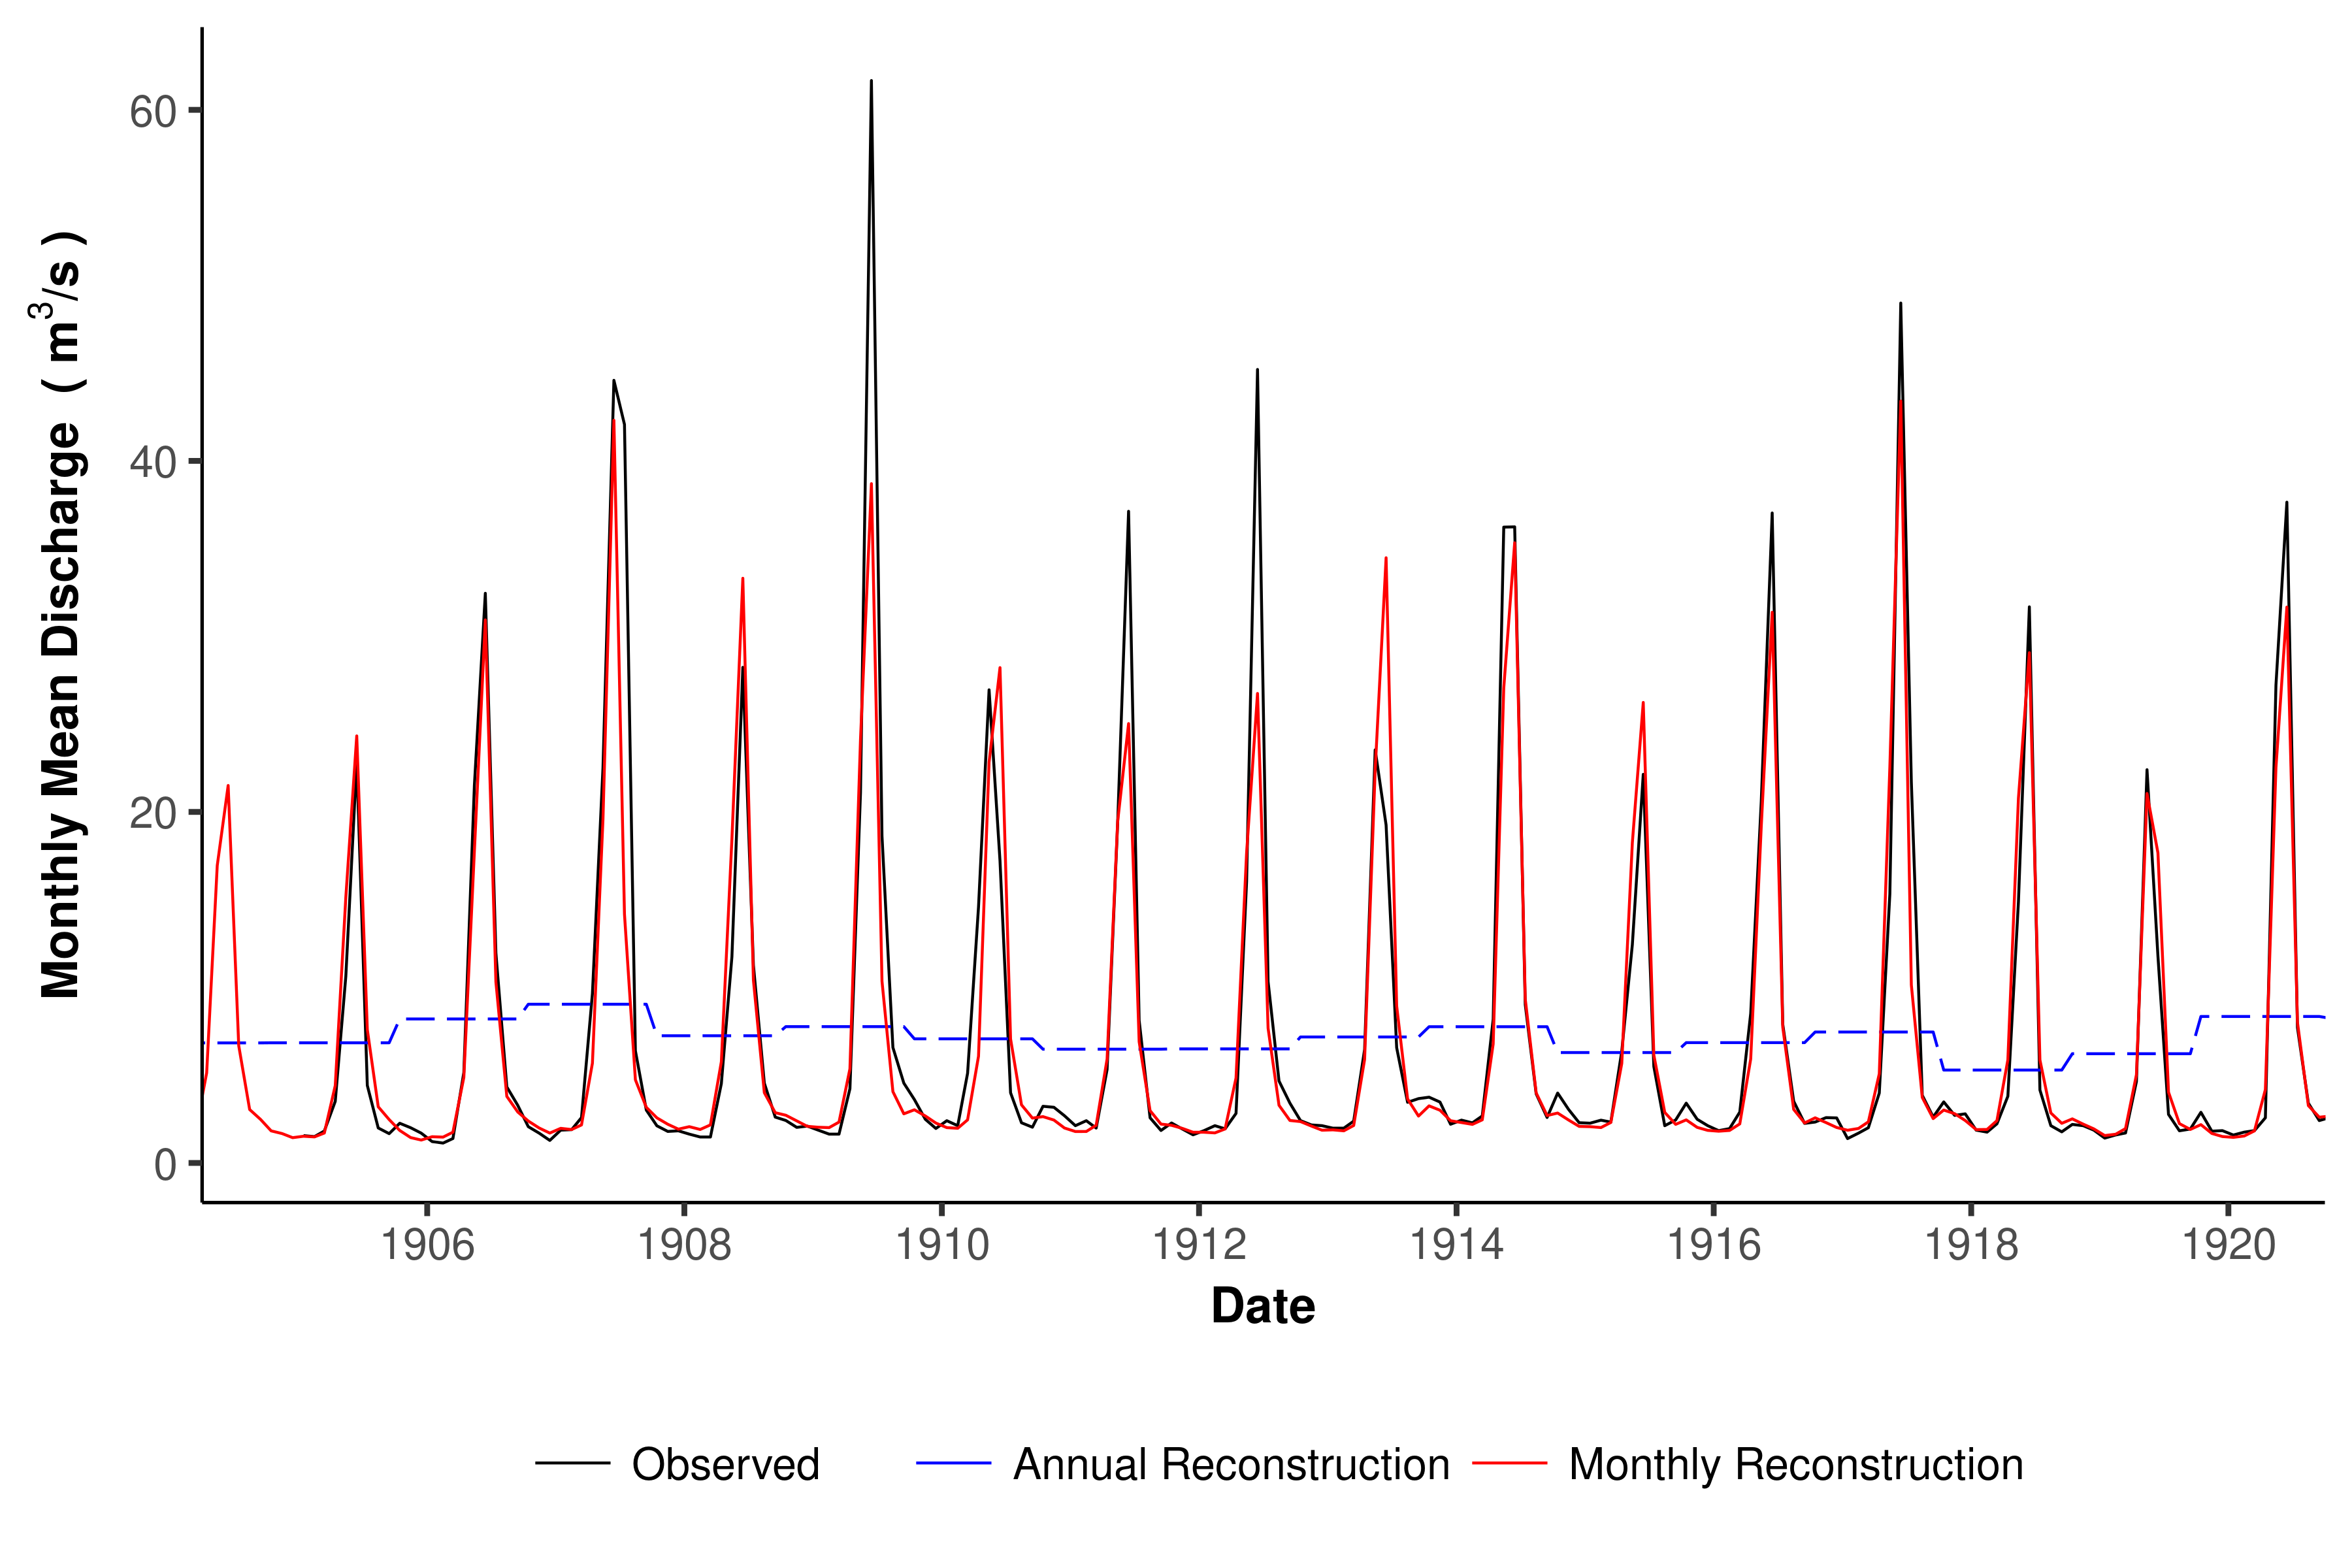 Monthly Mean Discharge ( m³/s )
60
40
20
0
1906 1908 1910 1912 1914 1916 1918 1920
Date
Observed Annual Reconstruction Monthly Reconstruction